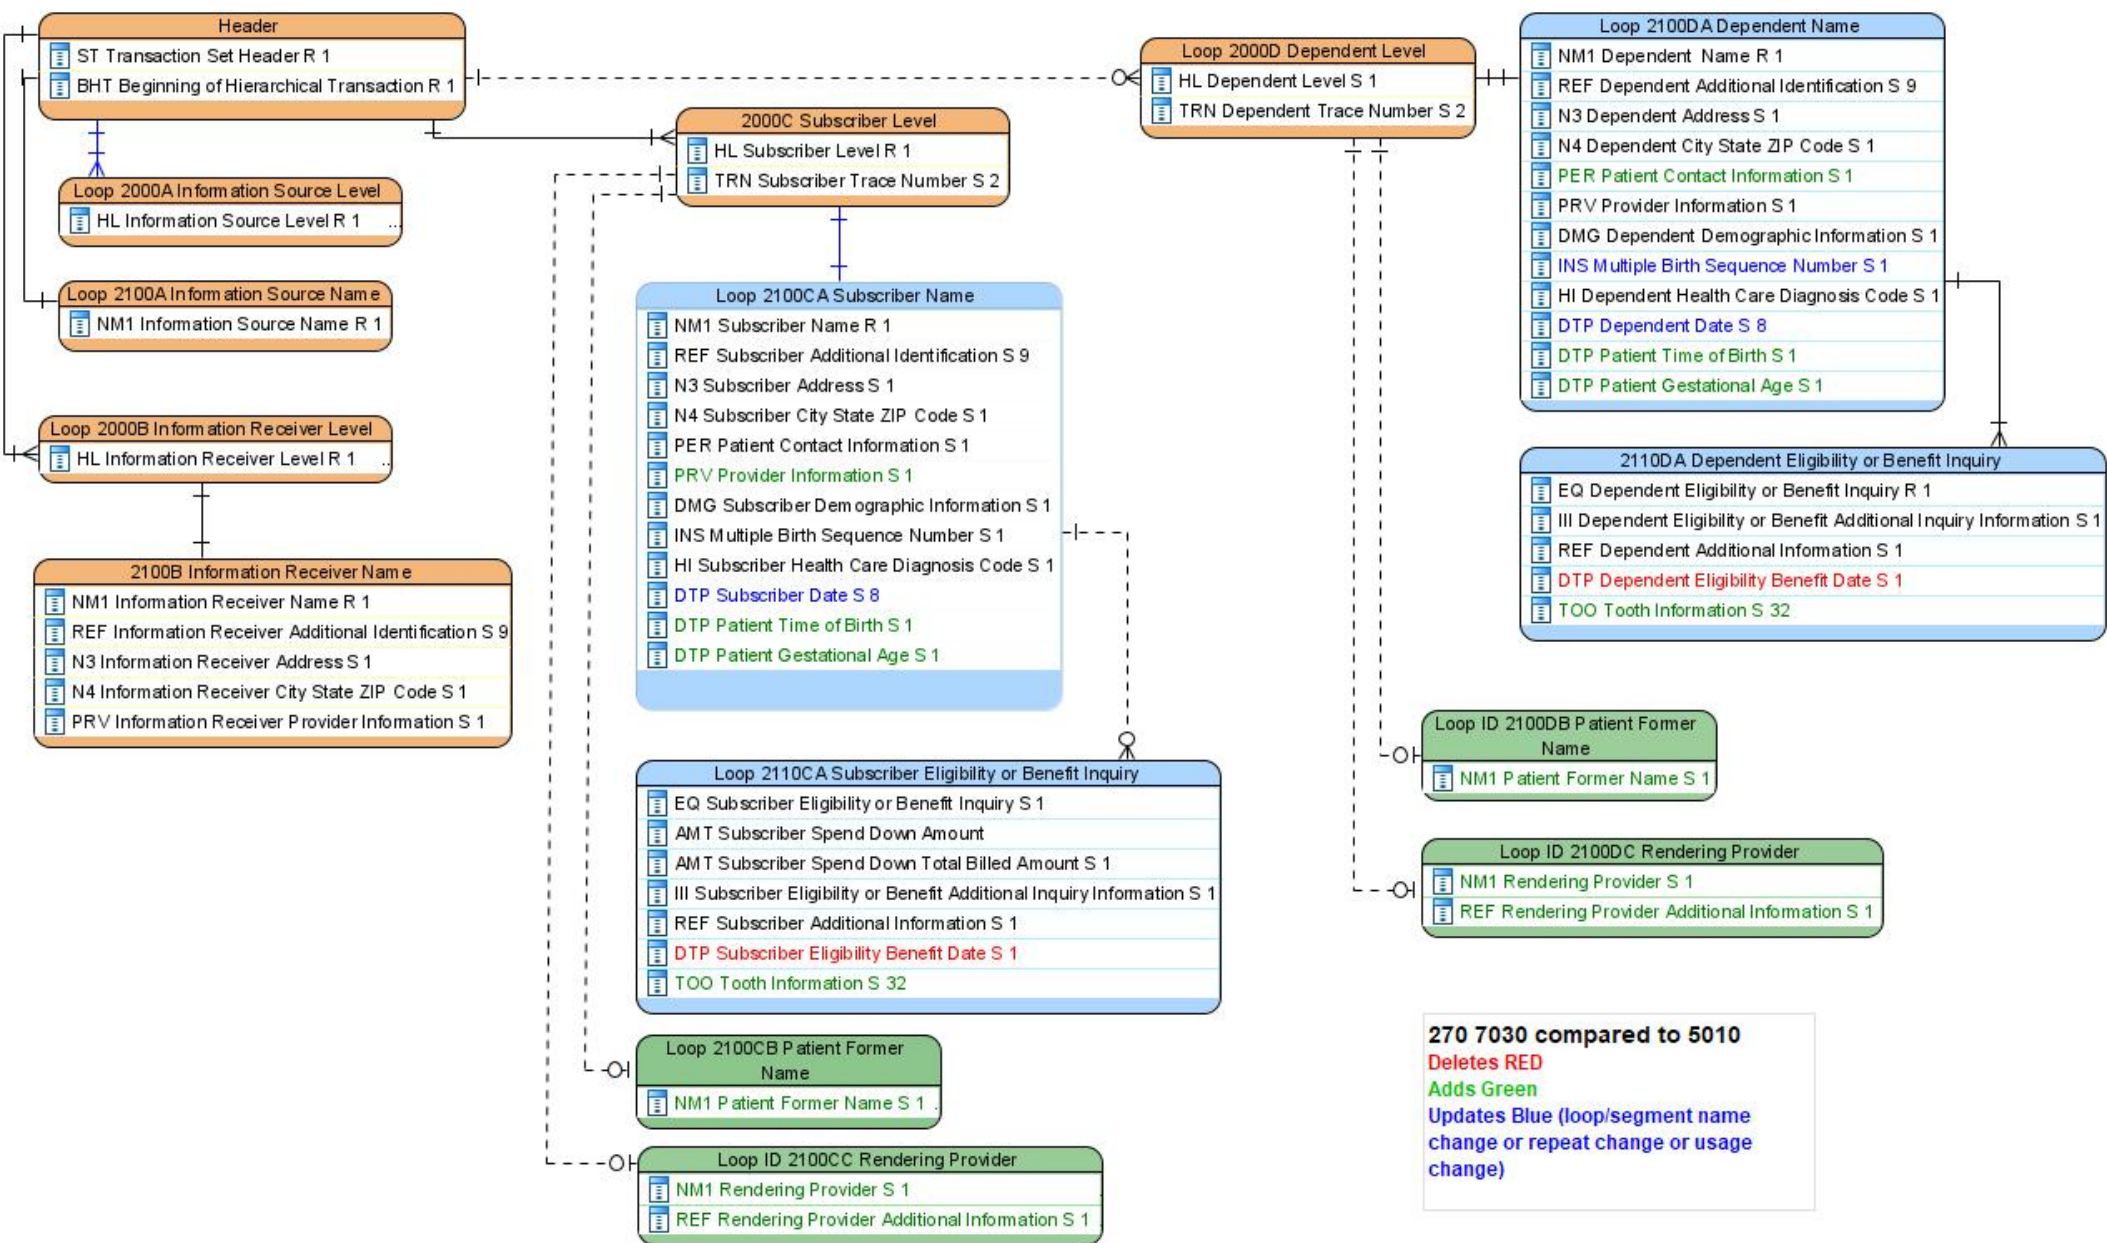 Header
ST Transaction Set Header R 1
BHT Beginning of Hierarchical Transaction R 1
Loop 2000A Information Source Level
HL Information Source Level R 1 ...
Loop 2100A Information Source Name
NM1 Information Source Name R 1
Loop 2000B Information Receiver Level
HL Information Receiver Level R 1 ..
2100B Information Receiver Name
NM1 Information Receiver Name R 1
REF Information Receiver Additional Identification S 9
N3 Information Receiver Address S 1
N4 Information Receiver City State ZIP Code S 1
PRV Information Receiver Provider Information S 1
2000C Subscriber Level
HL Subscriber Level R 1
TRN Subscriber Trace Number S 2
Loop 2100CA Subscriber Name
NM1 Subscriber Name R 1
REF Subscriber Additional Identification S 9
N3 Subscriber Address S 1
N4 Subscriber City State ZIP Code S 1
PER Patient Contact Information S 1
PRV Provider Information S 1
DMG Subscriber Demographic Information S 1
INS Multiple Birth Sequence Number S 1
HI Subscriber Health Care Diagnosis Code S 1
DTP Subscriber Date S 8
DTP Patient Time of Birth S 1
DTP Patient Gestational Age S 1
Loop 2110CA Subscriber Eligibility or Benefit Inquiry
EQ Subscriber Eligibility or Benefit Inquiry S 1
AMT Subscriber Spend Down Amount
AMT Subscriber Spend Down Total Billed Amount S 1
III Subscriber Eligibility or Benefit Additional Inquiry Information S 1
REF Subscriber Additional Information S 1
DTP Subscriber Eligibility Benefit Date S 1
TOO Tooth Information S 32
Loop 2100CB Patient Former
Name
NM1 Patient Former Name S 1 .
Loop ID 2100CC Rendering Provider
NM1 Rendering Provider S 1
REF Rendering Provider Additional Information S 1
Loop 2000D Dependent Level
HL Dependent Level S 1
TRN Dependent Trace Number S 2
Loop 2100DA Dependent Name
NM1 Dependent Name R 1
REF Dependent Additional Identification S 9
N3 Dependent Address S 1
N4 Dependent City State ZIP Code S 1
PER Patient Contact Information S 1
PRV Provider Information S 1
DMG Dependent Demographic Information S 1
INS Multiple Birth Sequence Number S 1
HI Dependent Health Care Diagnosis Code S 1
DTP Dependent Date S 8
DTP Patient Time of Birth S 1
DTP Patient Gestational Age S 1
2110DA Dependent Eligibility or Benefit Inquiry
EQ Dependent Eligibility or Benefit Inquiry R 1
III Dependent Eligibility or Benefit Additional Inquiry Information S 1
REF Dependent Additional Information S 1
DTP Dependent Eligibility Benefit Date S 1
TOO Tooth Information S 32
Loop ID 2100DB Patient Former
Name
NM1 Patient Former Name S 1
Loop ID 2100DC Rendering Provider
NM1 Rendering Provider S 1
REF Rendering Provider Additional Information S 1
270 7030 compared to 5010
Deletes RED
Adds Green
Updates Blue (loop/segment name
change or repeat change or usage
change)